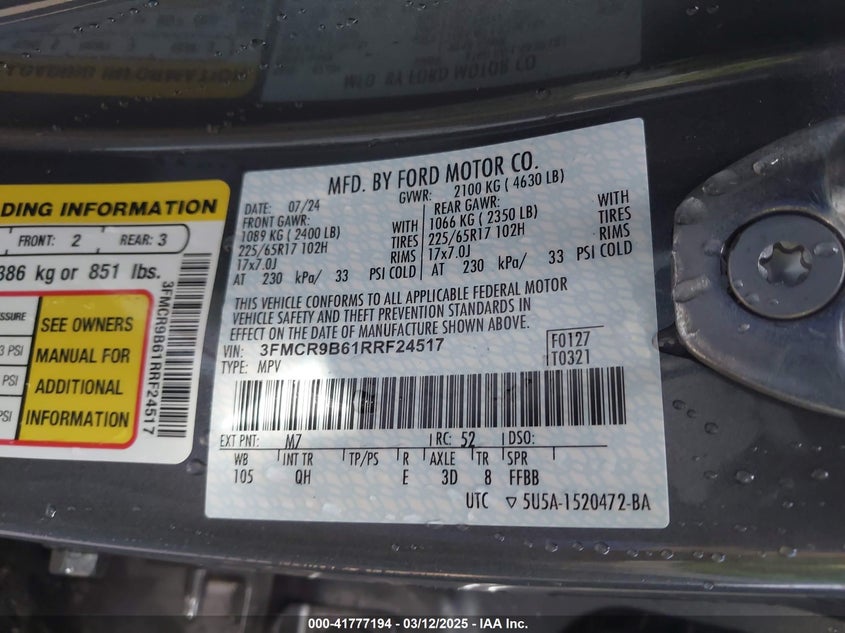 MFD. BY FORD MOTOR CO.
DATE: 07/24 GVWR: 2100 KG ( 4630 LB)
FRONT GAWR: REAR GAWR:
1089 KG ( 2400 LB) WITH 1066 KG ( 2350 LB) WITH
225/65R17 102H TIRES 225/65R17 102H TIRES
17x7.0J RIMS 17x7.0J RIMS
AT 230 kPa/ 33 PSI COLD AT 230 kPa/ 33 PSI COLD
THIS VEHICLE CONFORMS TO ALL APPLICABLE FEDERAL MOTOR
VEHICLE SAFETY AND THEFT PREVENTION STANDARDS IN
EFFECT ON THE DATE OF MANUFACTURE SHOWN ABOVE.
VIN: 3FMCR9B61RRF24517 F0127
TYPE: MPV T0321
EXT PNT: M7 RC: 52 DSO:
WB INT TR TP/PS R AXLE TR SPR
105 QH E 3D 8 FFBB
UTC ▽ 5U5A-1520472-BA
DING INFORMATION
FRONT: 2 REAR: 3
386 kg or 851 lbs.
SEE OWNERS
MANUAL FOR
ADDITIONAL
INFORMATION
PSI
PSI
PSI
3FMCR9B61RRF24517
000-41777194 - 03/12/2025 - IAA Inc.